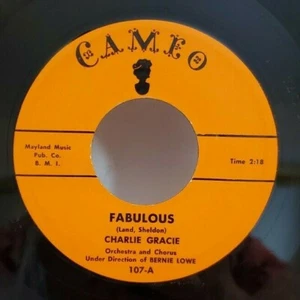 CAMEO
Mayland Music
Pub. Co.
B. M. I.
Time 2:18
FABULOUS
(Land, Sheldon)
CHARLIE GRACIE
Orchestra and Chorus
Under Direction of BERNIE LOWE
107-A